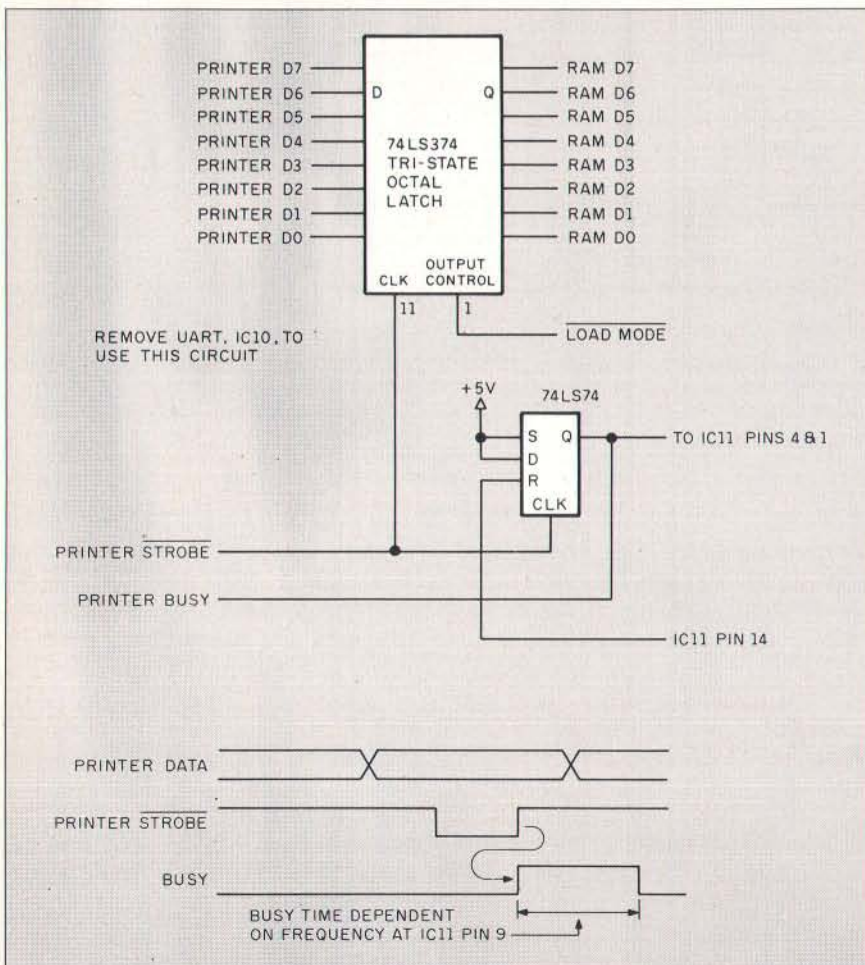 PRINTER D7
PRINTER D6
PRINTER D5
PRINTER D4
PRINTER D3
PRINTER D2
PRINTER D1
PRINTER D0
D
Q
74LS374
TRI-STATE
OCTAL
LATCH
CLK
OUTPUT
CONTROL
11
1
RAM D7
RAM D6
RAM D5
RAM D4
RAM D3
RAM D2
RAM D1
RAM D0
LOAD MODE
REMOVE UART, IC10, TO
USE THIS CIRCUIT
+5V
74LS74
S Q
D
R
CLK
TO IC11 PINS 4 & 1
PRINTER STROBE
PRINTER BUSY
IC11 PIN 14
PRINTER DATA
PRINTER STROBE
BUSY
BUSY TIME DEPENDENT
ON FREQUENCY AT IC11 PIN 9